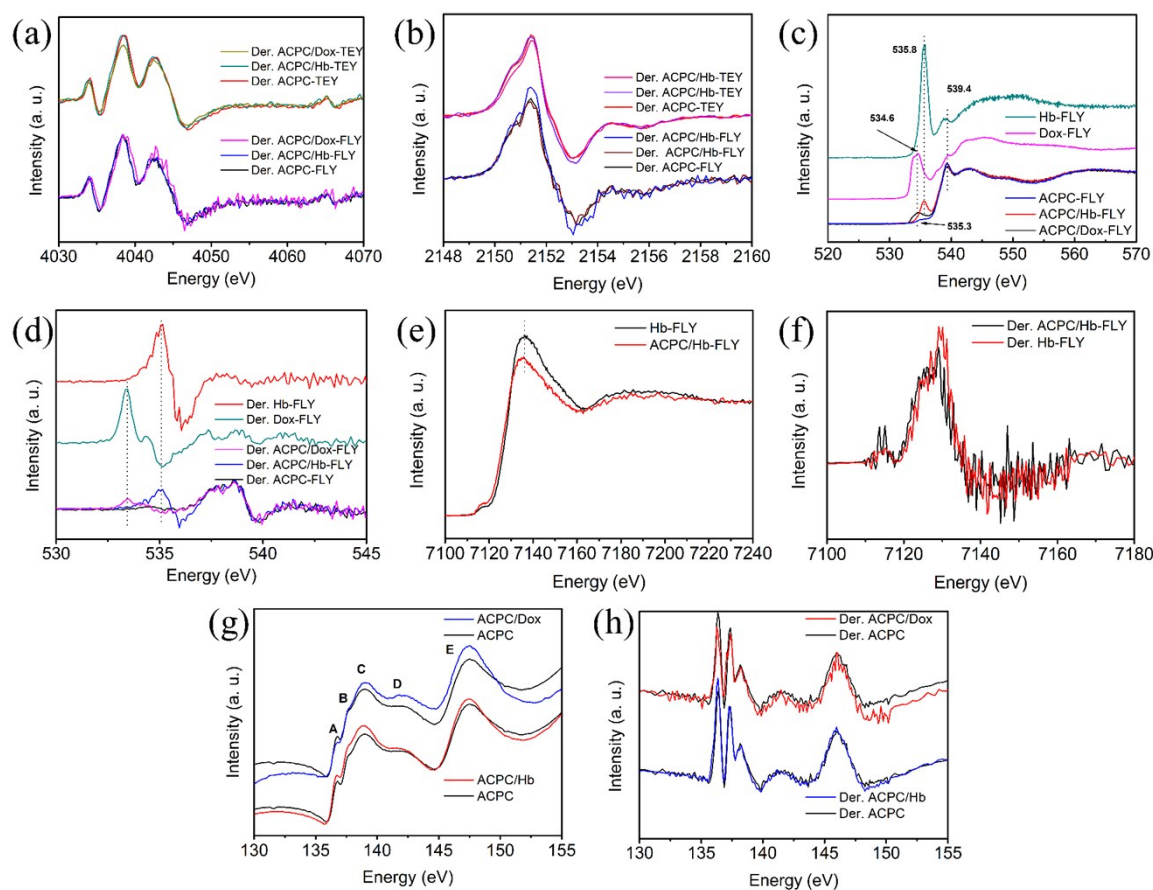 (a)
Der. ACPC/Dox-TEY
Der. ACPC/Hb-TEY
Der. ACPC-TEY
Der. ACPC/Dox-FLY
Der. ACPC/Hb-FLY
Der. ACPC-FLY
Intensity (a. u.)
4030 4040 4050 4060 4070
Energy (eV)
(b)
Der. ACPC/Hb-TEY
Der. ACPC/Hb-TEY
Der. ACPC-TEY
Der. ACPC/Hb-FLY
Der. ACPC/Hb-FLY
Der. ACPC-FLY
Intensity (a. u.)
2148 2150 2152 2154 2156 2158 2160
Energy (eV)
(c)
535.8
539.4
534.6
Hb-FLY
Dox-FLY
ACPC-FLY
ACPC/Hb-FLY
ACPC/Dox-FLY
535.3
Intensity (a. u.)
520 530 540 550 560 570
Energy (eV)
(d)
Der. Hb-FLY
Der. Dox-FLY
Der. ACPC/Dox-FLY
Der. ACPC/Hb-FLY
Der. ACPC-FLY
Intensity (a. u.)
530 535 540 545
Energy (eV)
(e)
Hb-FLY
ACPC/Hb-FLY
Intensity (a. u.)
7100 7120 7140 7160 7180 7200 7220 7240
Energy (eV)
(f)
Der. ACPC/Hb-FLY
Der. Hb-FLY
Intensity (a. u.)
7100 7120 7140 7160 7180
Energy (eV)
(g)
ACPC/Dox
ACPC
A
B
C
D
E
ACPC/Hb
ACPC
Intensity (a. u.)
130 135 140 145 150 155
Energy (eV)
(h)
Der. ACPC/Dox
Der. ACPC
Der. ACPC/Hb
Der. ACPC
Intensity (a. u.)
130 135 140 145 150 155
Energy (eV)